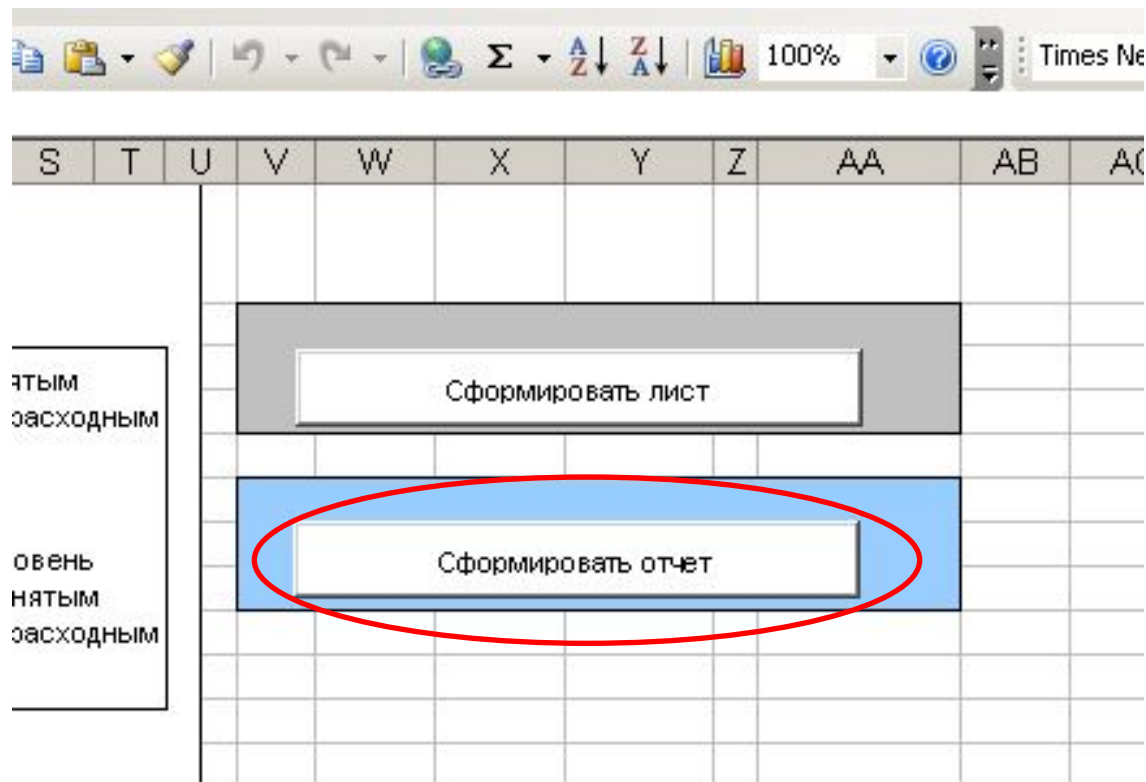 100%
Times Ne
S T U V W X Y Z AA AB AC
ятым
расходным
Сформировать лист
Сформировать отчет
овень
нятым
расходным